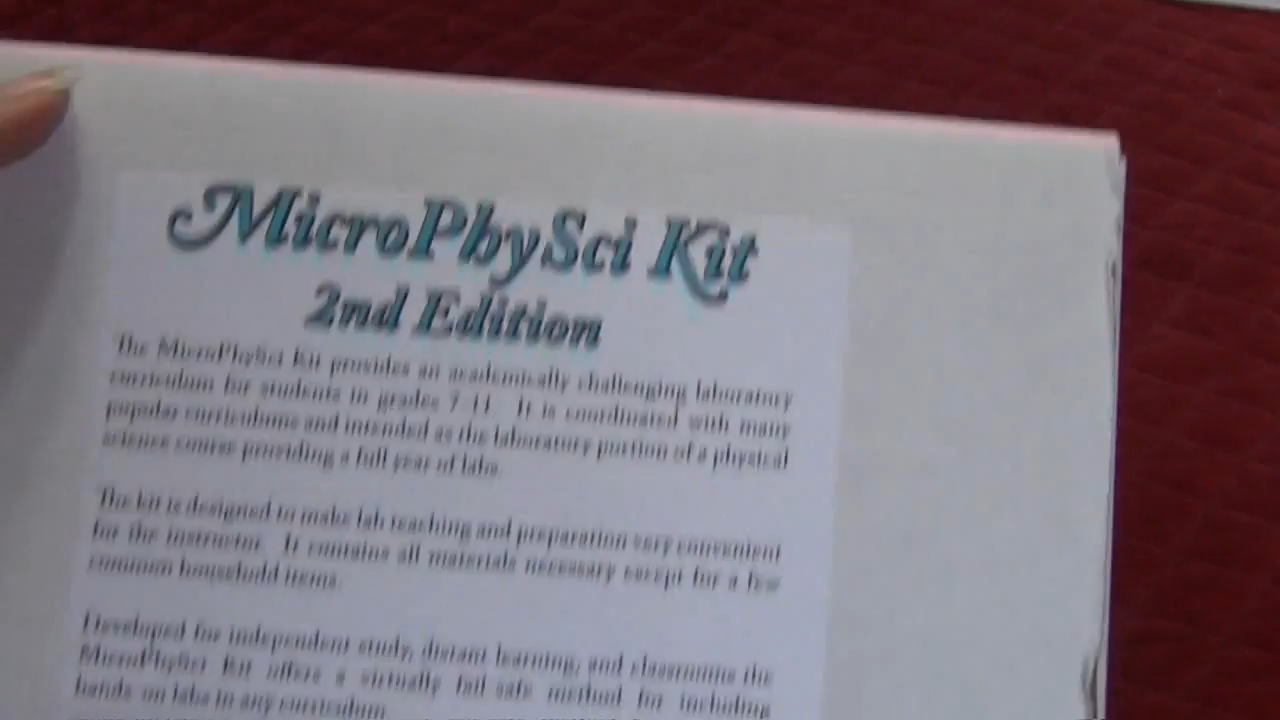 MicroPhySci Kit
2nd Edition
The MicroPhySci Kit provides an academically challenging laboratory
curriculum for students in grades 7-11. It is coordinated with many
popular curriculums and intended as the laboratory portion of a physical
science course providing a full year of labs.
The kit is designed to make lab teaching and preparation very convenient
for the instructor. It contains all materials necessary except for a few
common household items.
Developed for independent study, distant learning, and classrooms the
MicroPhySci Kit offers a virtually fail-safe method for including
hands-on labs in any curriculum.